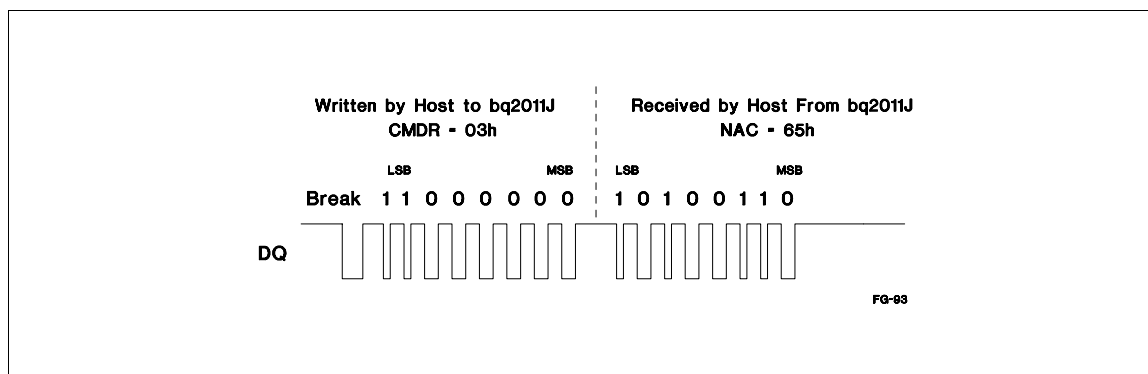 Written by Host to bq2011J
CMDR = 03h
Received by Host From bq2011J
NAC = 65h
LSB MSB LSB MSB
Break 1 1 0 0 0 0 0 0 1 0 1 0 0 1 1 0
DQ
FG-93